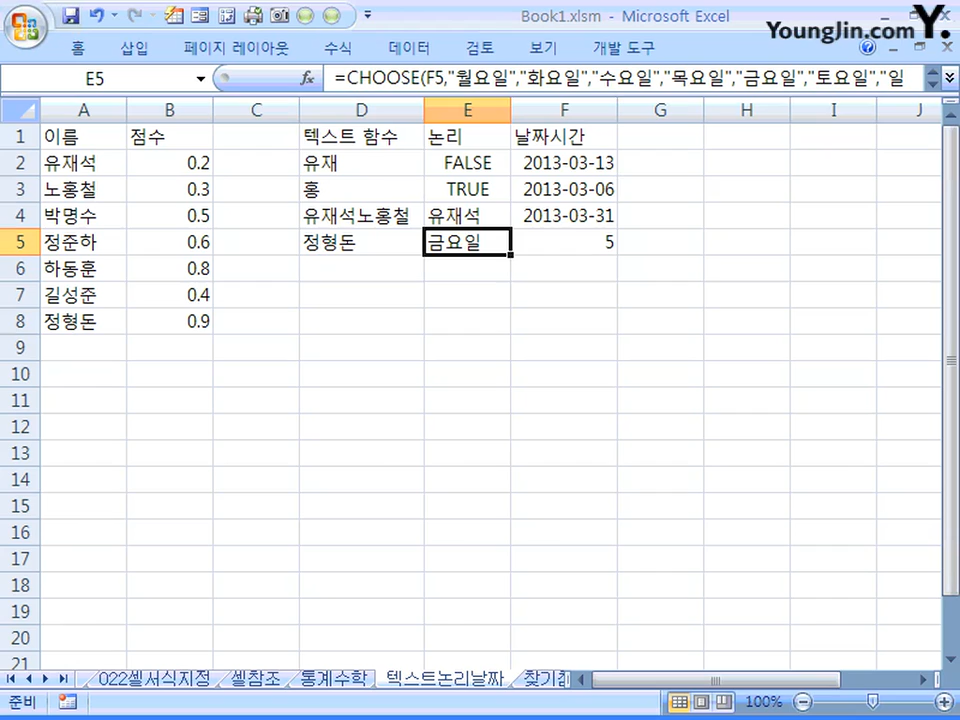 Book1.xlsm - Microsoft Excel
YoungJin.com Y.
홈 삽입 페이지 레이아웃 수식 데이터 검토 보기 개발 도구
E5 fx =CHOOSE(F5,"월요일","화요일","수요일","목요일","금요일","토요일","일
A B C D E F G H I J
1 이름 점수 텍스트 함수 논리 날짜시간
2 유재석 0.2 유재 FALSE 2013-03-13
3 노홍철 0.3 홍 TRUE 2013-03-06
4 박명수 0.5 유재석노홍철 유재석 2013-03-31
5 정준하 0.6 정형돈 금요일 5
6 하동훈 0.8
7 길성준 0.4
8 정형돈 0.9
9
10
11
12
13
14
15
16
17
18
19
20
21
022셀서식지정 셀참조 통계수학 텍스트논리날짜 찾기참
준비 100%